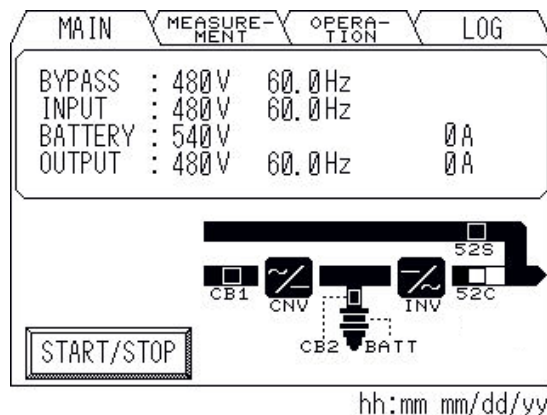 MAIN
MEASURE-
MENT
OPERA-
TION
LOG
BYPASS : 480V 60.0Hz
INPUT : 480V 60.0Hz
BATTERY : 540V 0A
OUTPUT : 480V 60.0Hz 0A
52S
CB1 CNV INV 52C
CB2 BATT
START/STOP
hh:mm mm/dd/yy